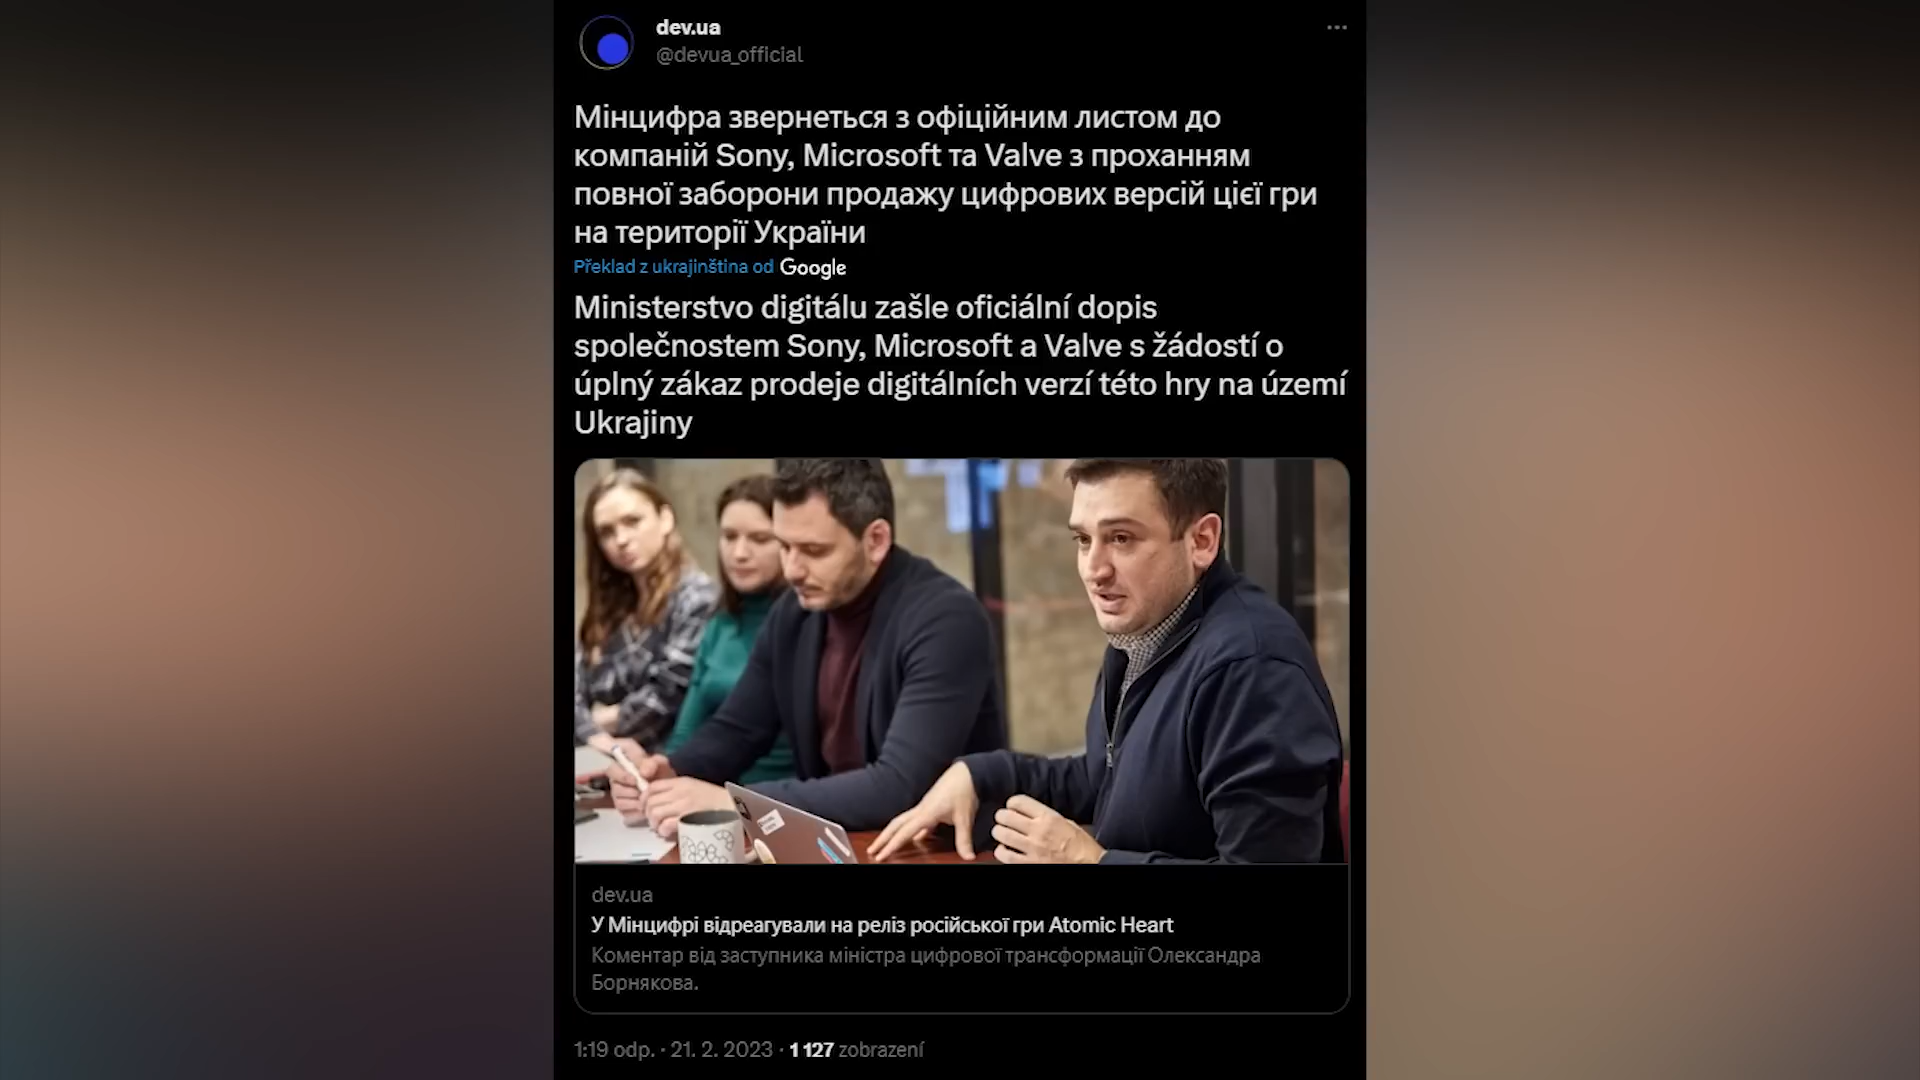 dev.ua
@devua_official
Мінцифра звернеться з офіційним листом до
компаній Sony, Microsoft та Valve з проханням
повної заборони продажу цифрових версій цієї гри
на території України
Překlad z ukrajinština od Google
Ministerstvo digitálu zašle oficiální dopis
společnostem Sony, Microsoft a Valve s žádostí o
úplný zákaz prodeje digitálních verzí této hry na území
Ukrajiny
dev.ua
У Мінцифрі відреагували на реліз російської гри Atomic Heart
Коментар від заступника міністра цифрової трансформації Олександра
Борнякова.
1:19 odp. · 21. 2. 2023 · 1 127 zobrazení